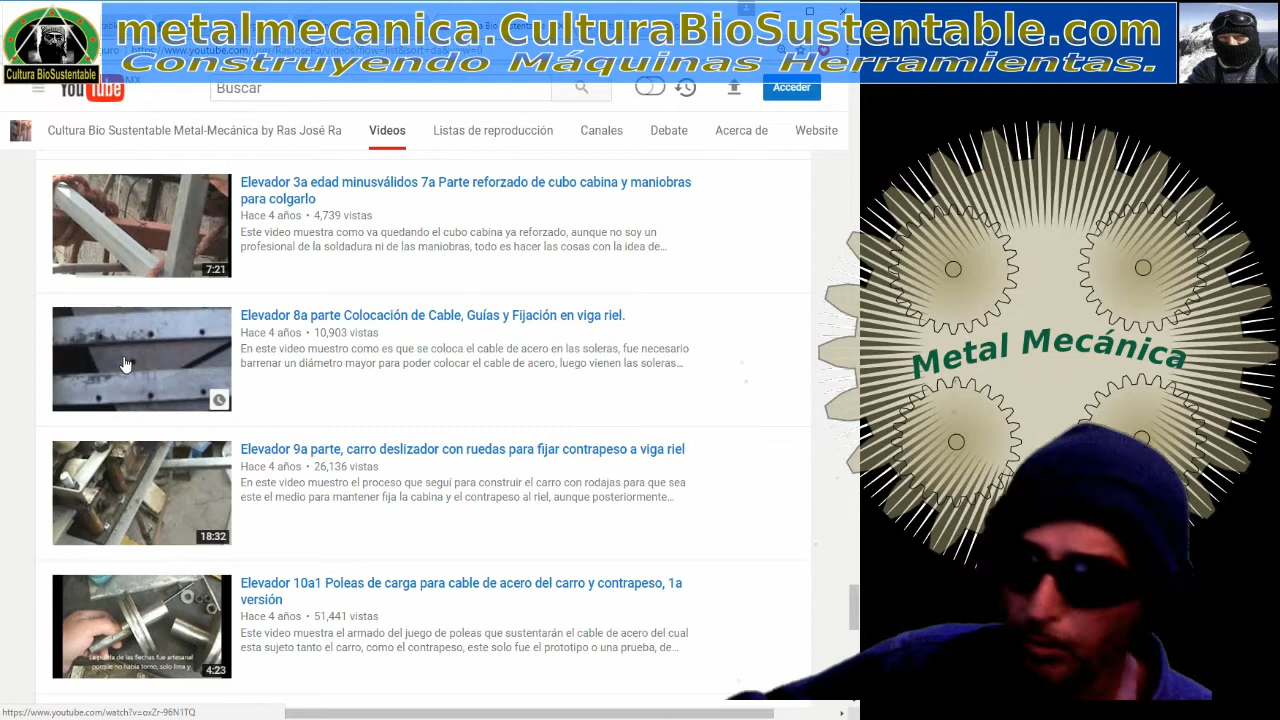 metalmecanica.CulturaBioSustentable.com
Construyendo Máquinas Herramientas.
Cultura BioSustentable
YouTube
MX
Buscar
Acceder
Cultura Bio Sustentable Metal-Mecánica by Ras José Ra
Videos
Listas de reproducción
Canales
Debate
Acerca de
Website
Elevador 3a edad minusválidos 7a Parte reforzado de cubo cabina y maniobras
para colgarlo
Hace 4 años • 4,739 vistas
Este video muestra como va quedando el cubo cabina ya reforzado, aunque no soy un
profesional de la soldadura ni de las maniobras, todo es hacer las cosas con la idea de...
7:21
Elevador 8a parte Colocación de Cable, Guías y Fijación en viga riel.
Hace 4 años • 10,903 vistas
En este video muestro como es que se coloca el cable de acero en las soleras, fue necesario
barrenar un diámetro mayor para poder colocar el cable de acero, luego vienen las soleras...
Elevador 9a parte, carro deslizador con ruedas para fijar contrapeso a viga riel
Hace 4 años • 26,136 vistas
En este video muestro el proceso que seguí para construir el carro con rodajas para que sea
este el medio para mantener fija la cabina y el contrapeso al riel, aunque posteriormente...
18:32
Elevador 10a1 Poleas de carga para cable de acero del carro y contrapeso, 1a
versión
Hace 4 años • 51,441 vistas
Este video muestra el armado del juego de poleas que sustentarán el cable de acero del cual
esta sujeto tanto el carro, como el contrapeso, este solo fue el prototipo o una prueba, de...
4:23
https://www.youtube.com/watch?v=oxZr-96N1TQ
Metal Mecánica